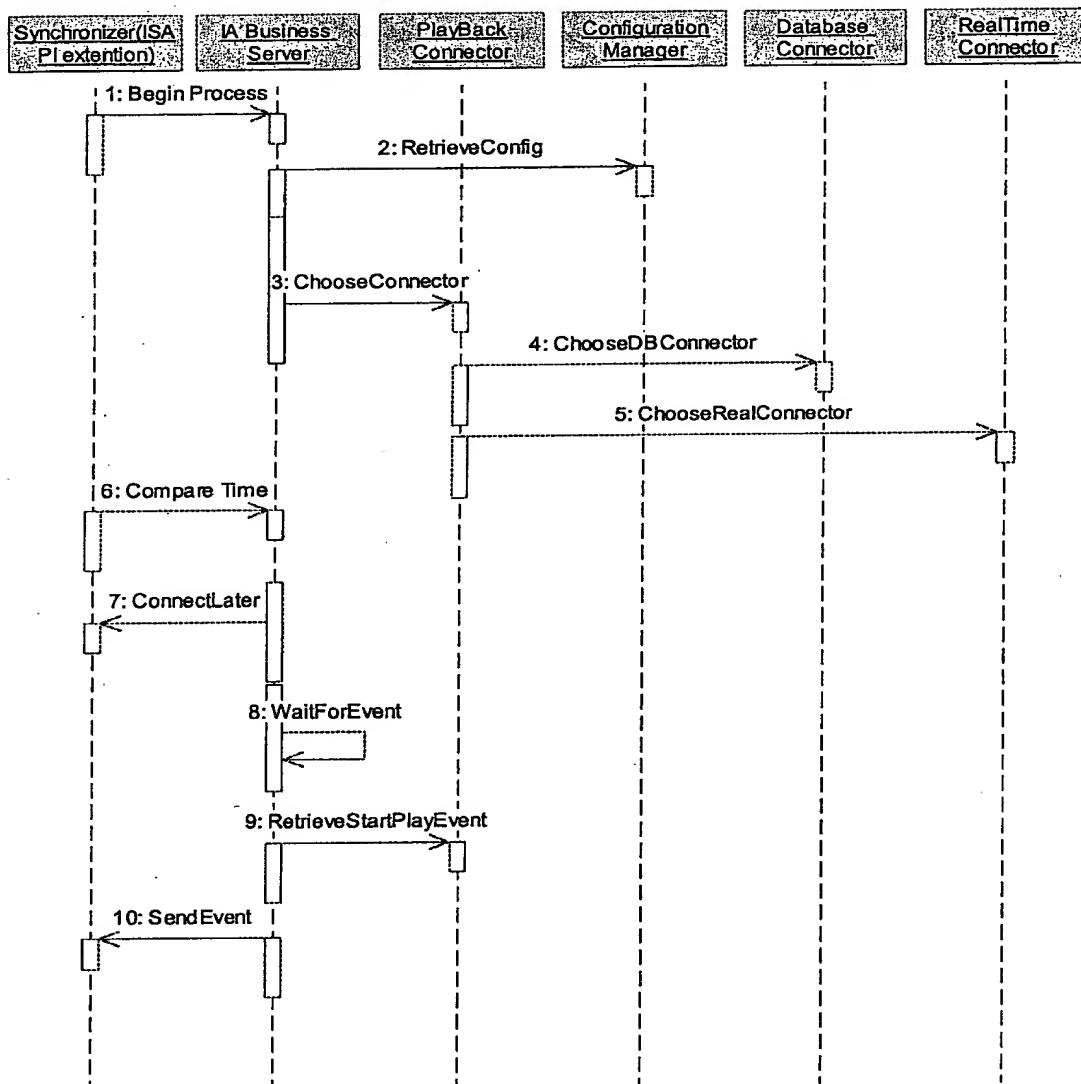 Synchronizer(ISA
PI extention)
IA Business
Server
PlayBack
Connector
Configuration
Manager
Database
Connector
RealTime
Connector
1: Begin Process
2: RetrieveConfig
3: ChooseConnector
4: ChooseDBConnector
5: ChooseRealConnector
6: Compare Time
7: ConnectLater
8: WaitForEvent
9: RetrieveStartPlayEvent
10: SendEvent